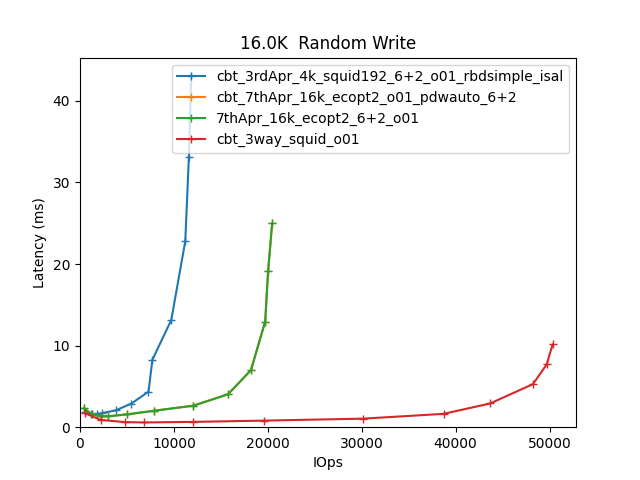 16.0K  Random Write
cbt_3rdApr_4k_squid192_6+2_o01_rbdsimple_isal
cbt_7thApr_16k_ecopt2_o01_pdwauto_6+2
7thApr_16k_ecopt2_6+2_o01
cbt_3way_squid_o01
40
30
20
10
0
Latency (ms)
0 10000 20000 30000 40000 50000
IOps